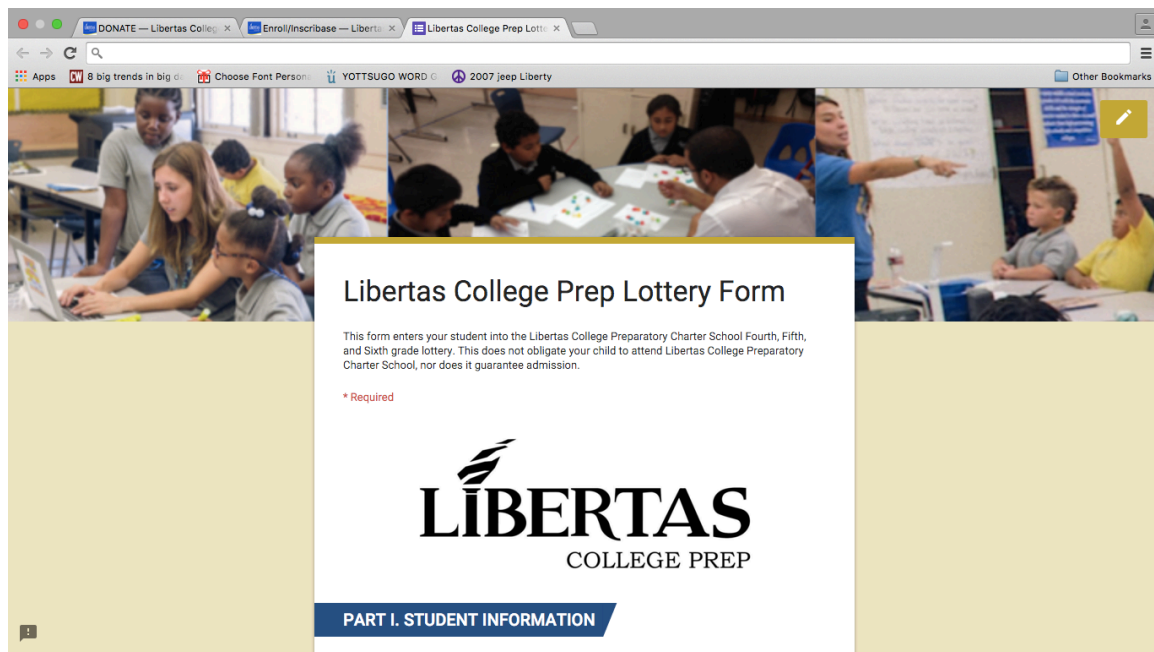 DONATE — Libertas Colleg
Enroll/Inscribase — Liberta
Libertas College Prep Lotte
Apps
CW
8 big trends in big d
Choose Font Persona
YOTTSUGO WORD G
2007 jeep Liberty
Other Bookmarks
Libertas College Prep Lottery Form
This form enters your student into the Libertas College Preparatory Charter School Fourth, Fifth,
and Sixth grade lottery. This does not obligate your child to attend Libertas College Preparatory
Charter School, nor does it guarantee admission.
* Required
LIBERTAS
COLLEGE PREP
PART I. STUDENT INFORMATION